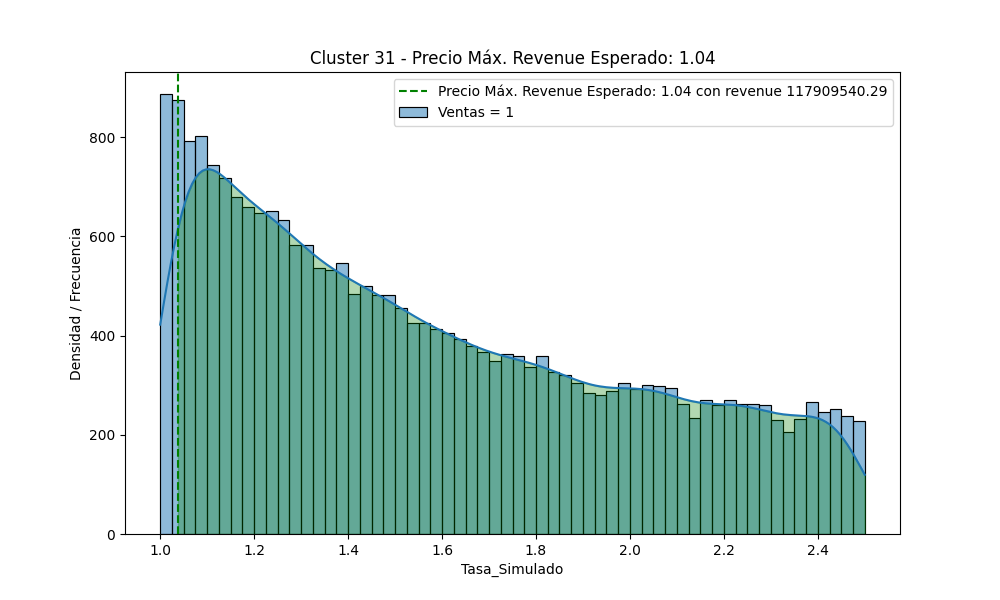 Cluster 31 - Precio Máx. Revenue Esperado: 1.04
Precio Máx. Revenue Esperado: 1.04 con revenue 117909540.29
Ventas = 1
Densidad / Frecuencia
800
600
400
200
0
1.0 1.2 1.4 1.6 1.8 2.0 2.2 2.4
Tasa_Simulado